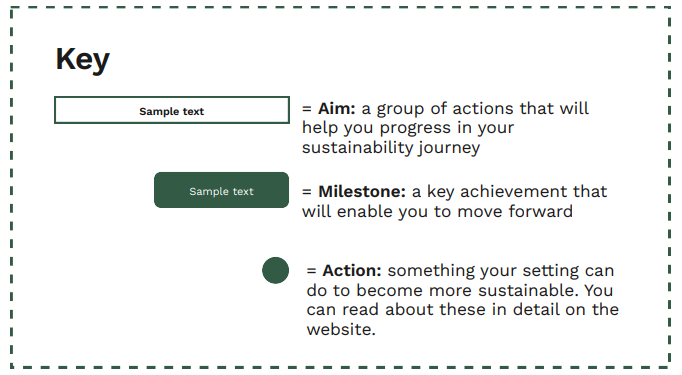 Key
Sample text
= Aim: a group of actions that will
help you progress in your
sustainability journey
Sample text
= Milestone: a key achievement that
will enable you to move forward
= Action: something your setting can
do to become more sustainable. You
can read about these in detail on the
website.